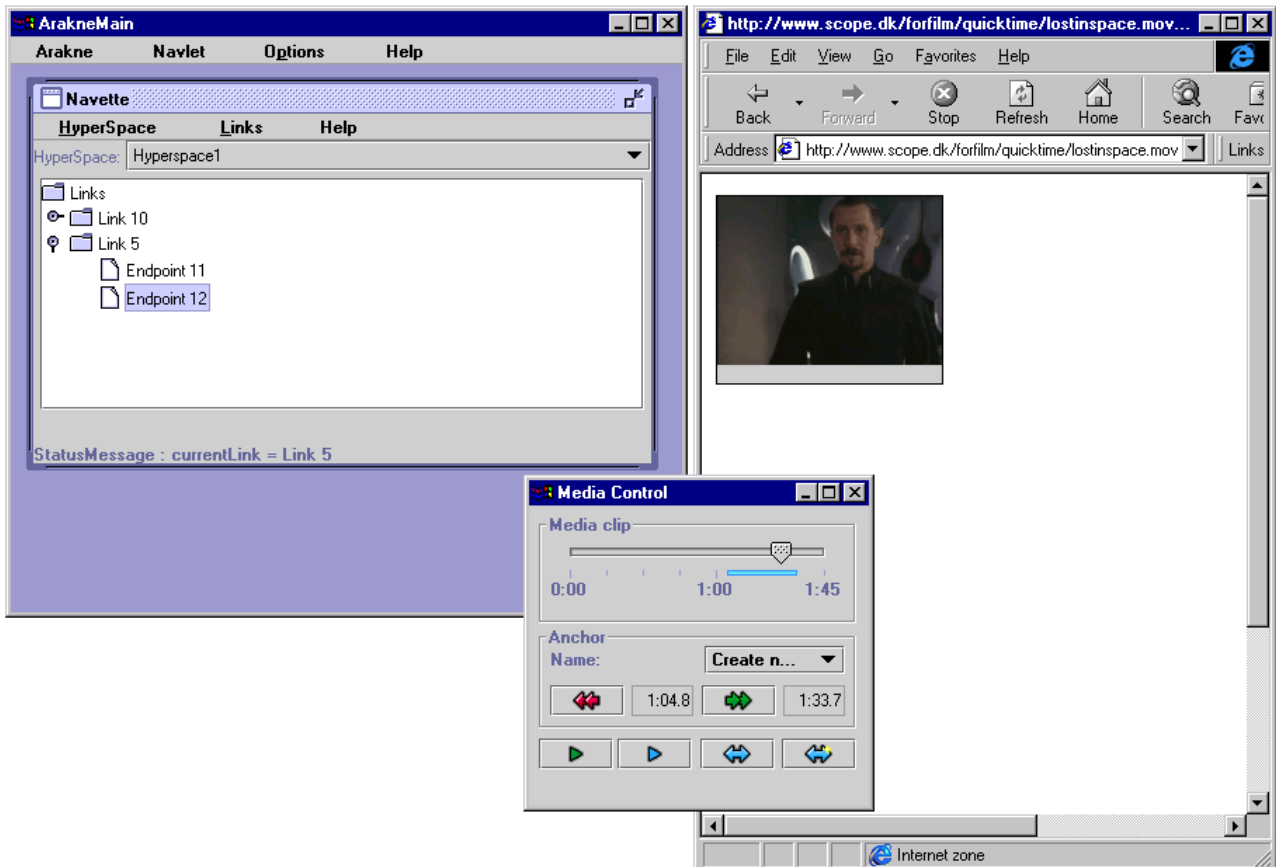 ArakneMain
Arakne Navlet Options Help
Navette
HyperSpace Links Help
HyperSpace: Hyperspace1
Links
Link 10
Link 5
Endpoint 11
Endpoint 12
StatusMessage : currentLink = Link 5
http://www.scope.dk/forfilm/quicktime/lostinspace.mov...
File Edit View Go Favorites Help
Back Forward Stop Refresh Home Search Favo
Address http://www.scope.dk/forfilm/quicktime/lostinspace.mov Links
Internet zone
Media Control
Media clip
0:00 1:00 1:45
Anchor
Name: Create n...
1:04.8 1:33.7